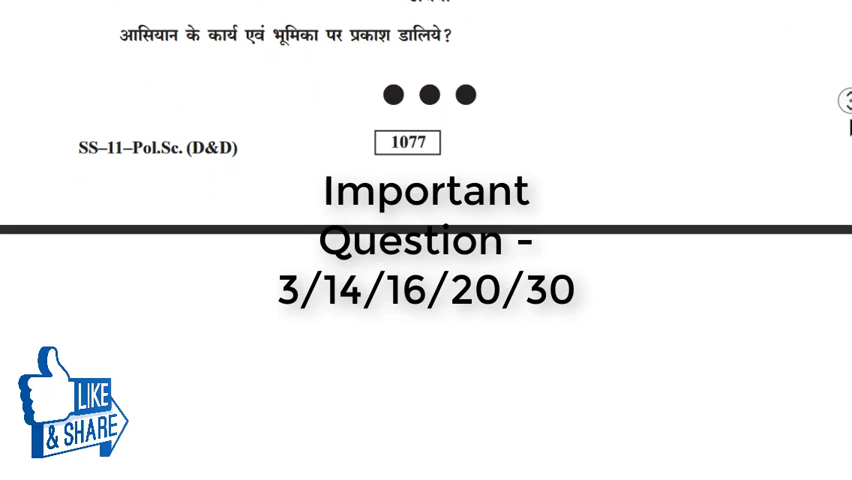 आसियान के कार्य एवं भूमिका पर प्रकाश डालिये?
SS–11–Pol.Sc. (D&D)
1077
Important
Question -
3/14/16/20/30
LIKE
& SHARE